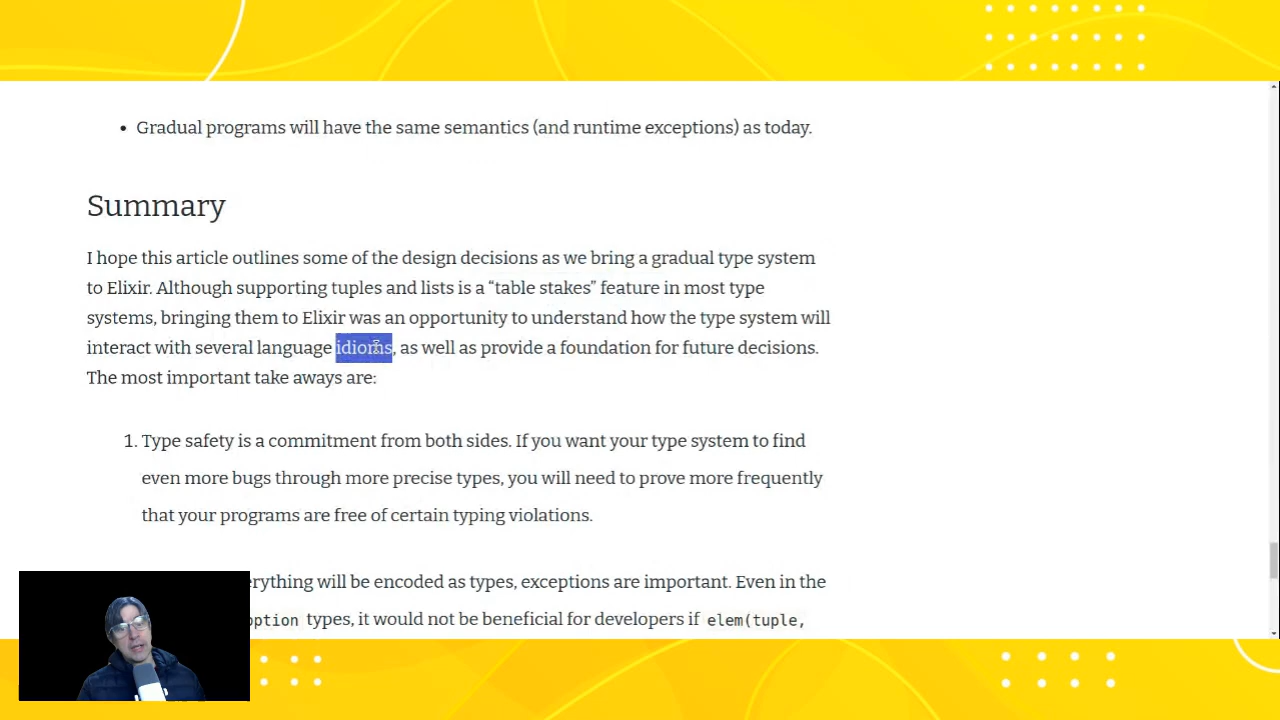 • Gradual programs will have the same semantics (and runtime exceptions) as today.
Summary
I hope this article outlines some of the design decisions as we bring a gradual type system
to Elixir. Although supporting tuples and lists is a “table stakes” feature in most type
systems, bringing them to Elixir was an opportunity to understand how the type system will
interact with several language idioms, as well as provide a foundation for future decisions.
The most important take aways are:
1. Type safety is a commitment from both sides. If you want your type system to find
even more bugs through more precise types, you will need to prove more frequently
that your programs are free of certain typing violations.
erything will be encoded as types, exceptions are important. Even in the
option types, it would not be beneficial for developers if elem(tuple,